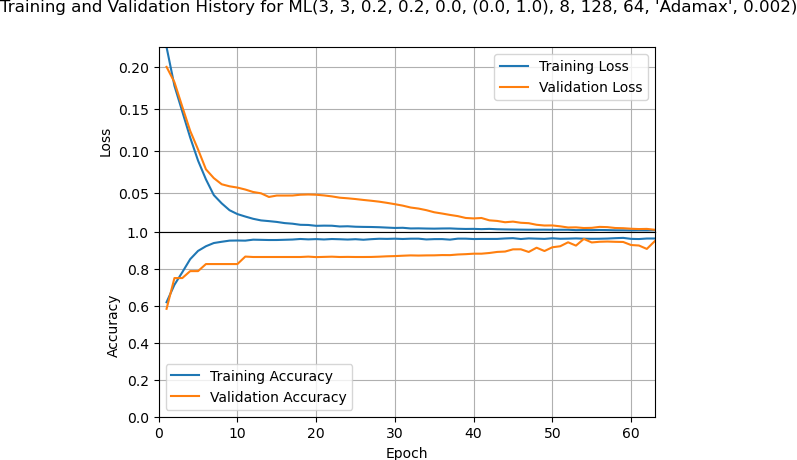 Training and Validation History for ML(3, 3, 0.2, 0.2, 0.0, (0.0, 1.0), 8, 128, 64, 'Adamax', 0.002)
Training Loss
Validation Loss
Loss
0.20
0.15
0.10
0.05
1.0
0.8
0.6
0.4
0.2
0.0
Accuracy
Training Accuracy
Validation Accuracy
0 10 20 30 40 50 60
Epoch